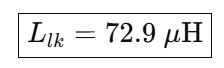 L_{lk} = 72.9 μH